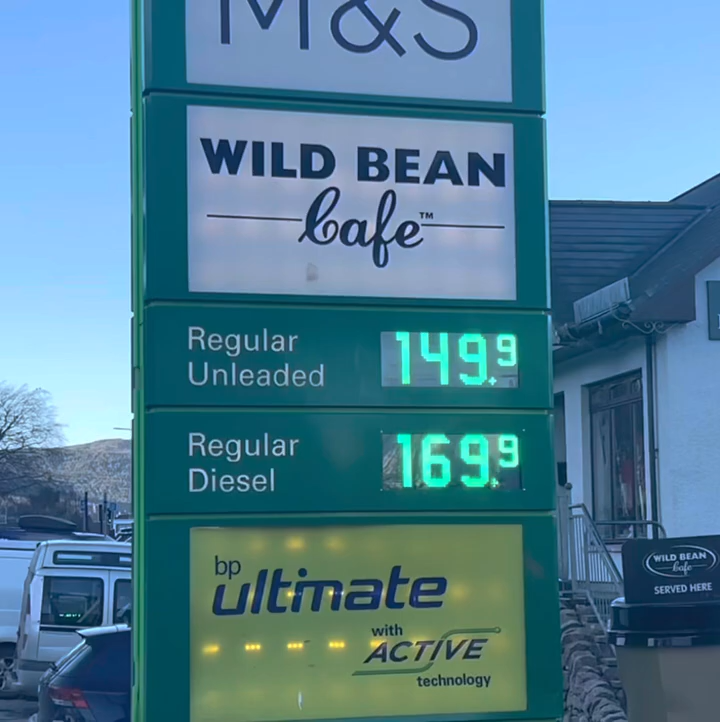 M&S
WILD BEAN
Cafe™
Regular
Unleaded
149.9
Regular
Diesel
169.9
bp
ultimate
with
ACTIVE
technology
WILD BEAN
Cafe
SERVED HERE